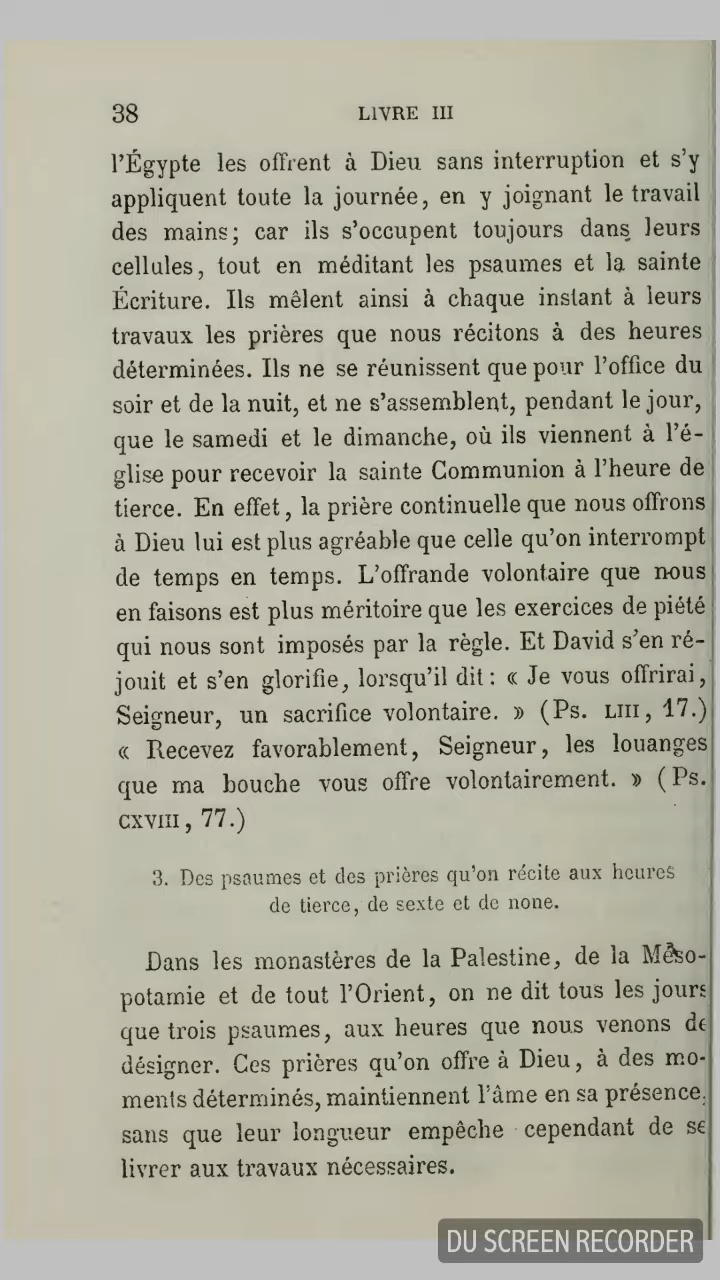 38 LIVRE III
l'Égypte les offrent à Dieu sans interruption et s'y
appliquent toute la journée, en y joignant le travail
des mains; car ils s'occupent toujours dans leurs
cellules, tout en méditant les psaumes et la sainte
Écriture. Ils mêlent ainsi à chaque instant à leurs
travaux les prières que nous récitons à des heures
déterminées. Ils ne se réunissent que pour l'office du
soir et de la nuit, et ne s'assemblent, pendant le jour,
que le samedi et le dimanche, où ils viennent à l'é-
glise pour recevoir la sainte Communion à l'heure de
tierce. En effet, la prière continuelle que nous offrons
à Dieu lui est plus agréable que celle qu'on interrompt
de temps en temps. L'offrande volontaire que nous
en faisons est plus méritoire que les exercices de piété
qui nous sont imposés par la règle. Et David s'en ré-
jouit et s'en glorifie, lorsqu'il dit : « Je vous offrirai,
Seigneur, un sacrifice volontaire. » (Ps. LIII, 17.)
« Recevez favorablement, Seigneur, les louanges
que ma bouche vous offre volontairement. » (Ps.
CXVIII, 77.)
3. Des psaumes et des prières qu'on récite aux heures
de tierce, de sexte et de none.
Dans les monastères de la Palestine, de la Méso-
potamie et de tout l'Orient, on ne dit tous les jours
que trois psaumes, aux heures que nous venons de
désigner. Ces prières qu'on offre à Dieu, à des mo-
ments déterminés, maintiennent l'âme en sa présence,
sans que leur longueur empêche cependant de se
livrer aux travaux nécessaires.
DU SCREEN RECORDER